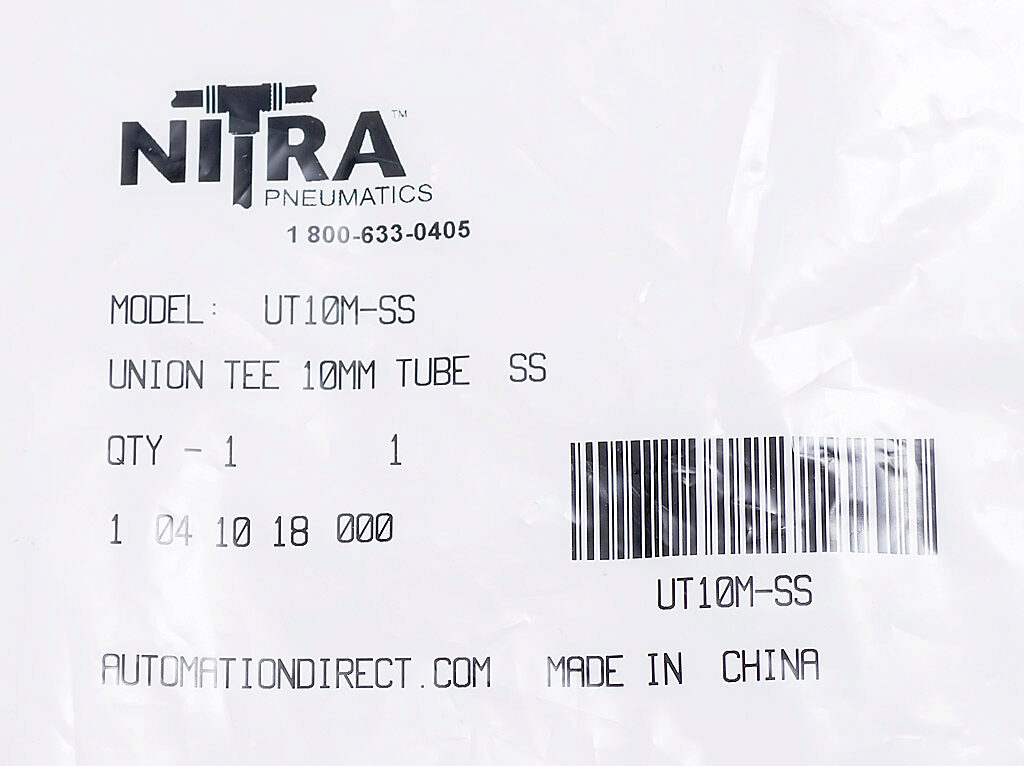 NITRA™
PNEUMATICS
1 800-633-0405
MODEL: UT10M-SS
UNION TEE 10MM TUBE SS
QTY - 1 1
1 04 10 18 000
UT10M-SS
AUTOMATIONDIRECT.COM MADE IN CHINA